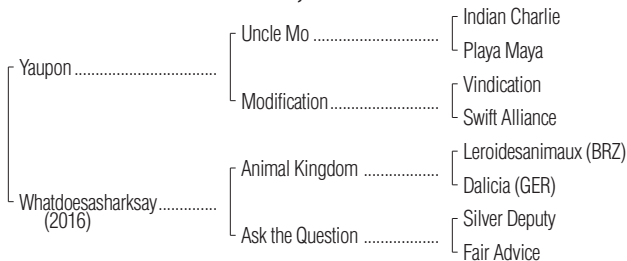 Indian Charlie
Uncle Mo
Playa Maya
Yaupon
Vindication
Modification
Swift Alliance
Leroidesanimaux (BRZ)
Animal Kingdom
Dalicia (GER)
Whatdoesasharksay
(2016)
Silver Deputy
Ask the Question
Fair Advice